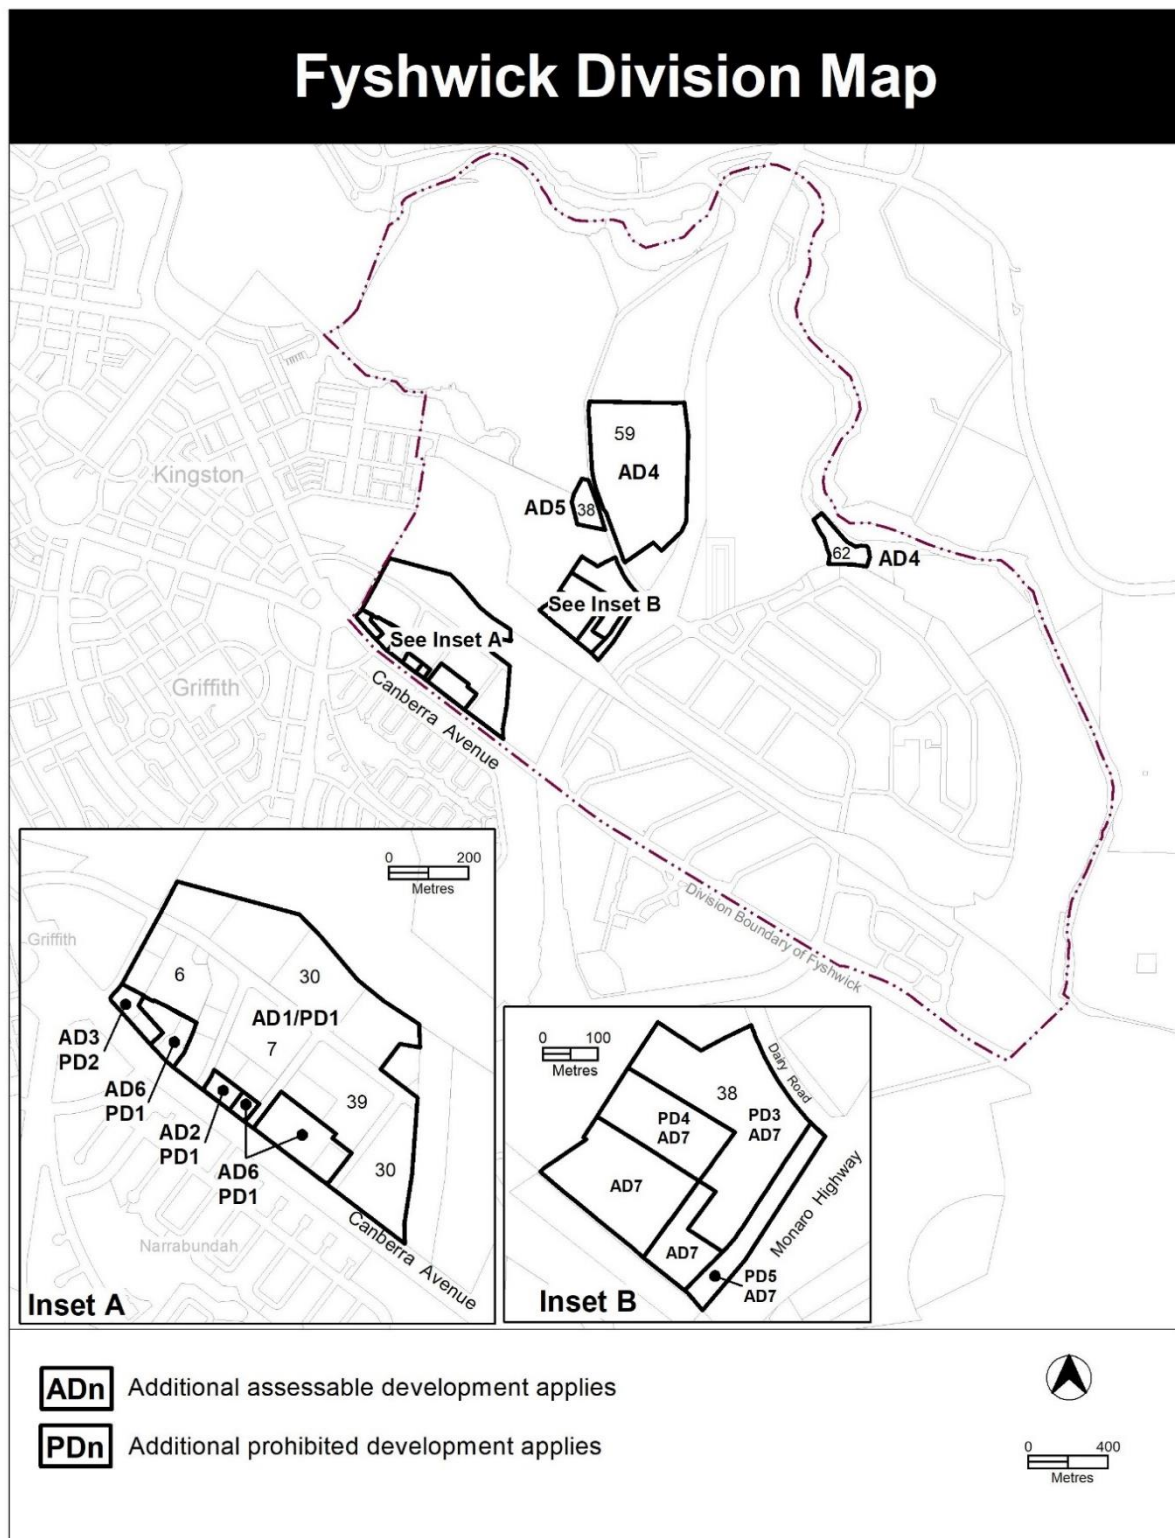 Fyshwick Division Map
59
AD4
Kingston
AD5
38
62
AD4
See Inset B
See Inset A
Griffith
Canberra Avenue
Division Boundary of Fyshwick
0 200
Metres
Griffith
6
30
AD1/PD1
AD3
PD2
7
AD6
PD1
39
AD2
PD1
AD6
PD1
30
Canberra Avenue
Narrabundah
Inset A
0 100
Metres
Dairy Road
38
PD4
AD7
PD3
AD7
AD7
Monaro Highway
AD7
PD5
AD7
Inset B
ADn Additional assessable development applies
PDn Additional prohibited development applies
0 400
Metres